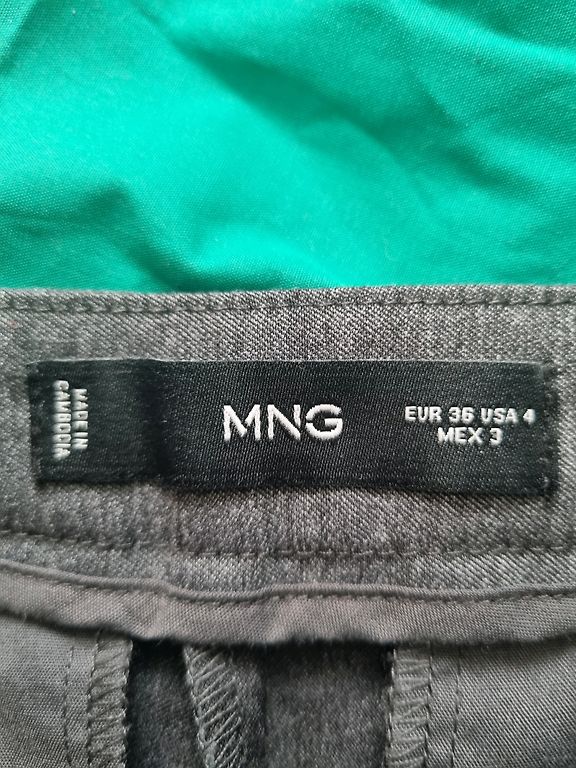 MADE IN
CAMBODIA
MNG
EUR 36 USA 4
MEX 3